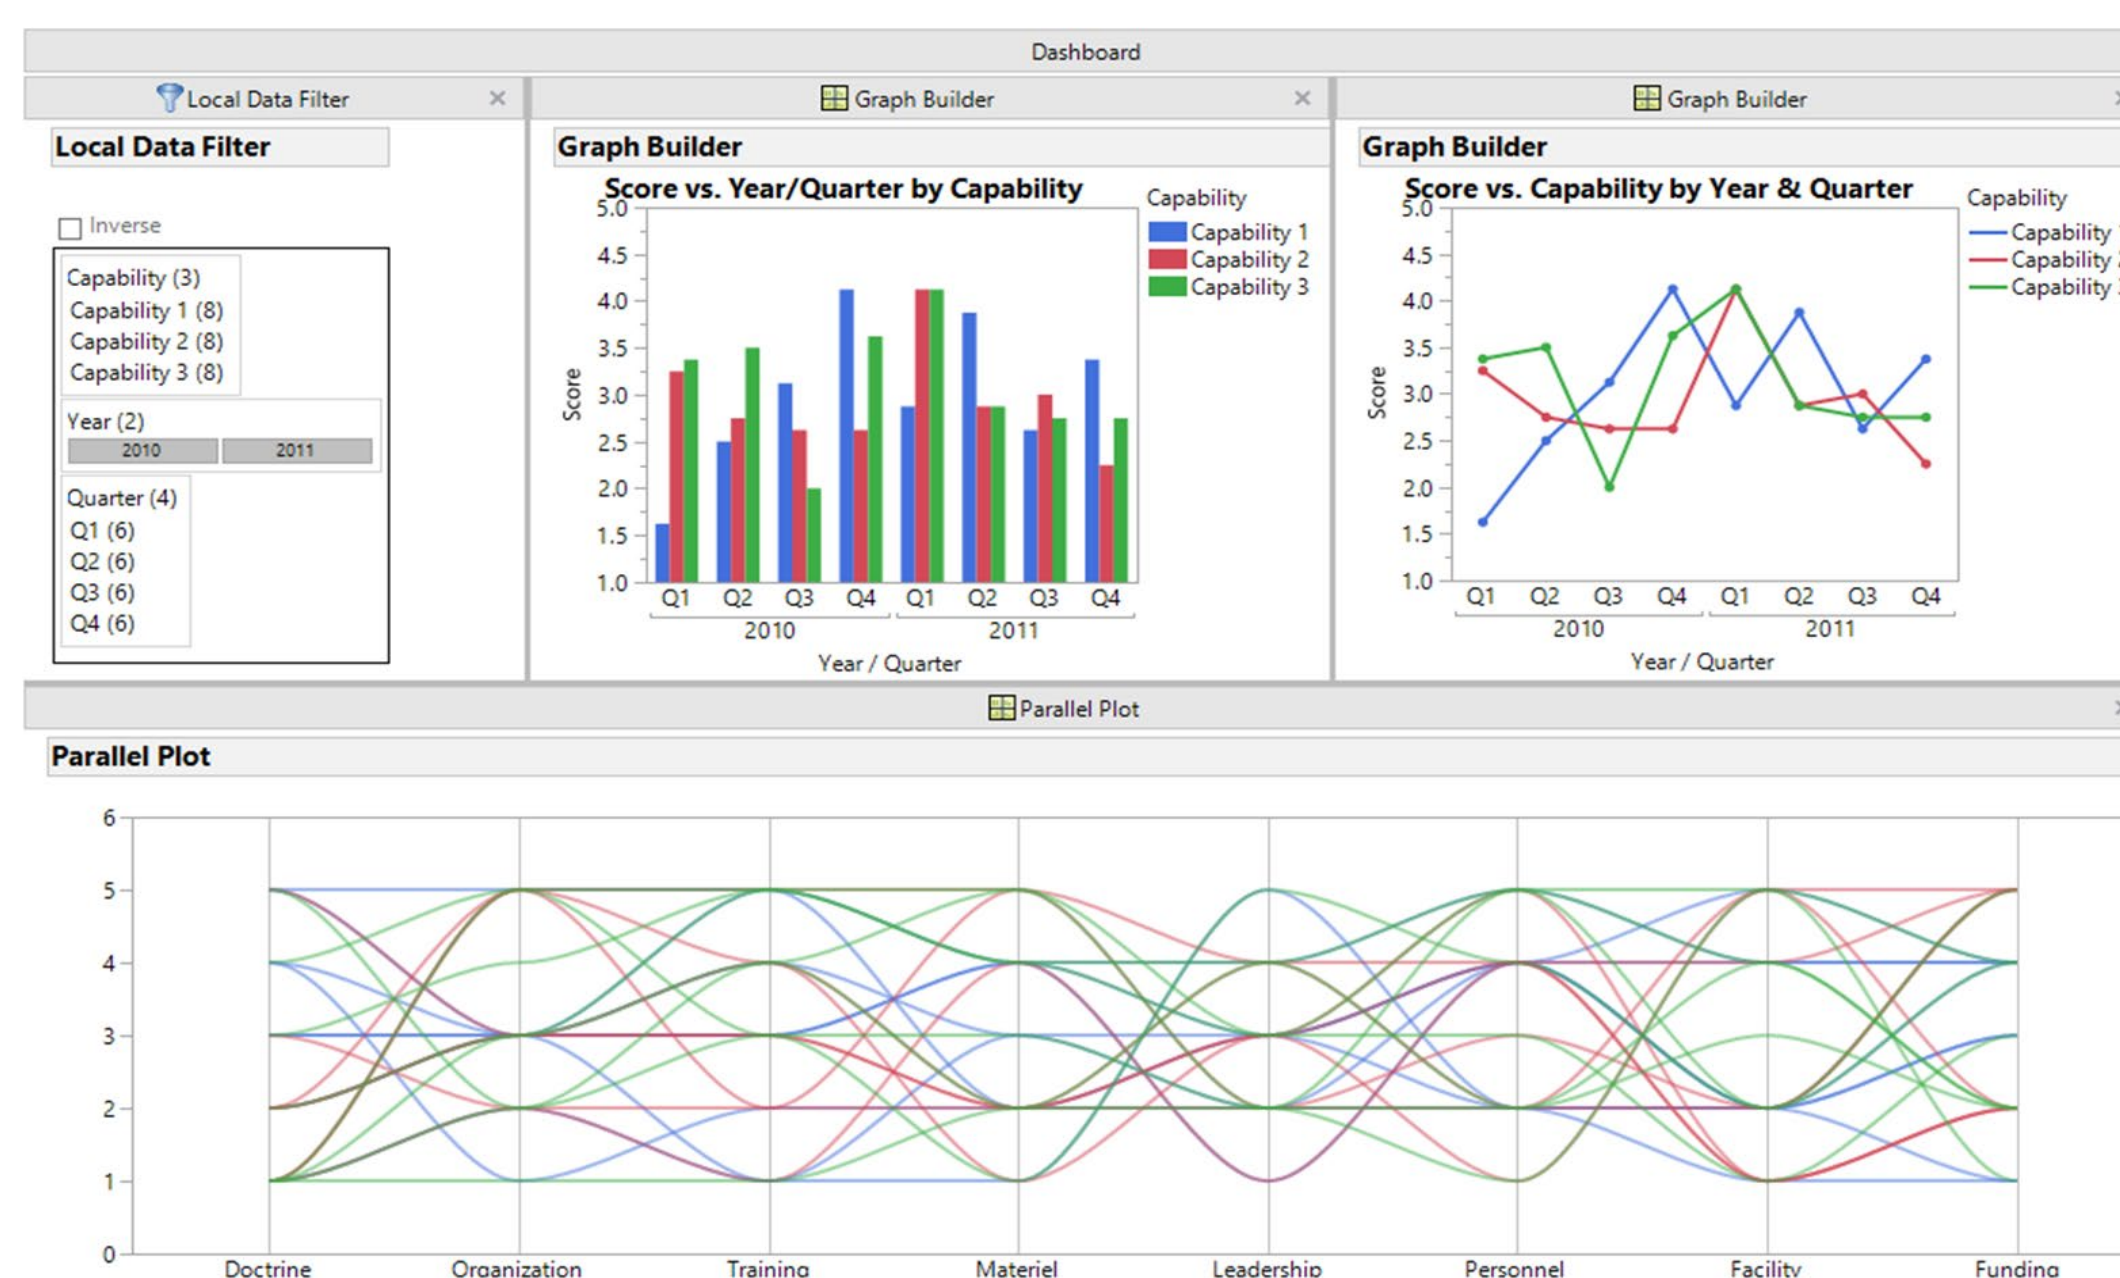 Dashboard
Local Data Filter
Graph Builder
Graph Builder
Local Data Filter
Inverse
Capability (3)
Capability 1 (8)
Capability 2 (8)
Capability 3 (8)
Year (2)
2010 2011
Quarter (4)
Q1 (6)
Q2 (6)
Q3 (6)
Q4 (6)
Graph Builder
Score vs. Year/Quarter by Capability
Capability
Capability 1
Capability 2
Capability 3
5.0
4.5
4.0
3.5
3.0
2.5
2.0
1.5
1.0
Score
Q1 Q2 Q3 Q4 Q1 Q2 Q3 Q4
2010 2011
Year / Quarter
Graph Builder
Score vs. Capability by Year & Quarter
Capability
Capability
Capability
Capability
5.0
4.5
4.0
3.5
3.0
2.5
2.0
1.5
1.0
Score
Q1 Q2 Q3 Q4 Q1 Q2 Q3 Q4
2010 2011
Year / Quarter
Parallel Plot
Parallel Plot
6
5
4
3
2
1
0
Doctrine Organization Training Materiel Leadership Personnel Facility Funding